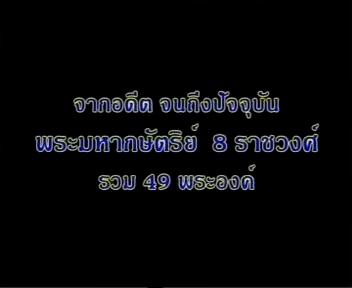 จากอดีต จนถึงปัจจุบัน
พระมหากษัตริย์ 8 ราชวงศ์
รวม 49 พระองค์